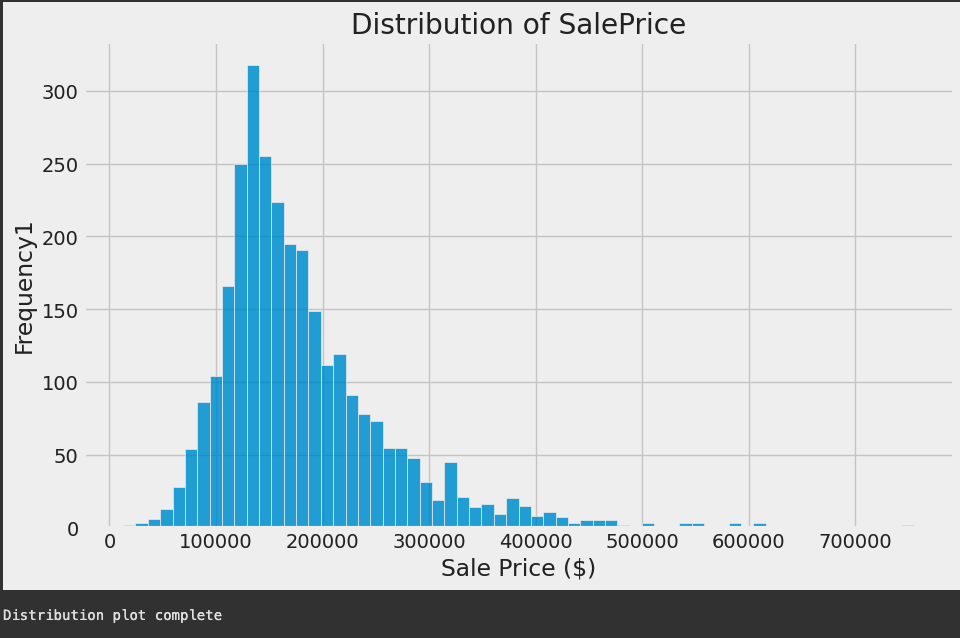 Distribution of SalePrice
Frequency1
300
250
200
150
100
50
0
0 100000 200000 300000 400000 500000 600000 700000
Sale Price ($)
Distribution plot complete